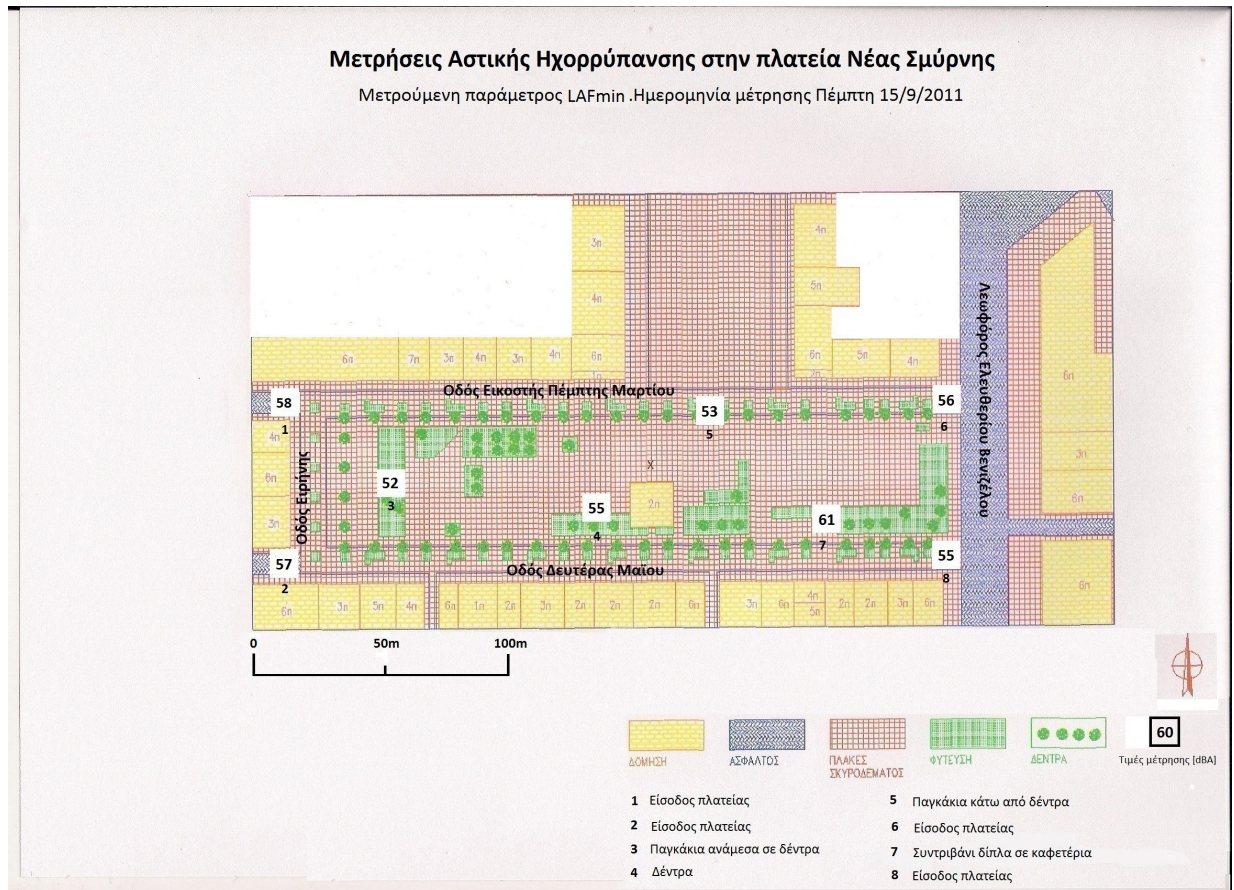 Μετρήσεις Αστικής Ηχορρύπανσης στην πλατεία Νέας Σμύρνης
Μετρούμενη παράμετρος LAFmin .Ημερομηνία μέτρησης Πέμπτη 15/9/2011
3π
4π
6π
4π
5π
6π
5π
4π
6π
7π
3π
4π
3π
4π
Οδός Εικοστής Πέμπτης Μαρτίου
58
1
53
5
56
6
Λεωφόρος Ελευθερίου Βενιζέλου
6π
3π
6π
6π
4π
6π
3π
Οδός Ειρήνης
52
3
X
2π
55
4
61
7
57
2
55
8
Οδός Δευτέρας Μαΐου
6π
3π
5π
4π
6π
1π
2π
3π
2π
2π
2π
6π
3π
6π
4π
5π
2π
2π
3π
6π
0
50m
100m
60
ΔΟΜΗΣΗ
ΑΣΦΑΛΤΟΣ
ΠΛΑΚΕΣ
ΣΚΥΡΟΔΕΜΑΤΟΣ
ΦΥΤΕΥΣΗ
ΔΕΝΤΡΑ
Τιμές μέτρησης [dBA]
1 Είσοδος πλατείας
2 Είσοδος πλατείας
3 Παγκάκια ανάμεσα σε δέντρα
4 Δέντρα
5 Παγκάκια κάτω από δέντρα
6 Είσοδος πλατείας
7 Συντριβάνι δίπλα σε καφετέρια
8 Είσοδος πλατείας